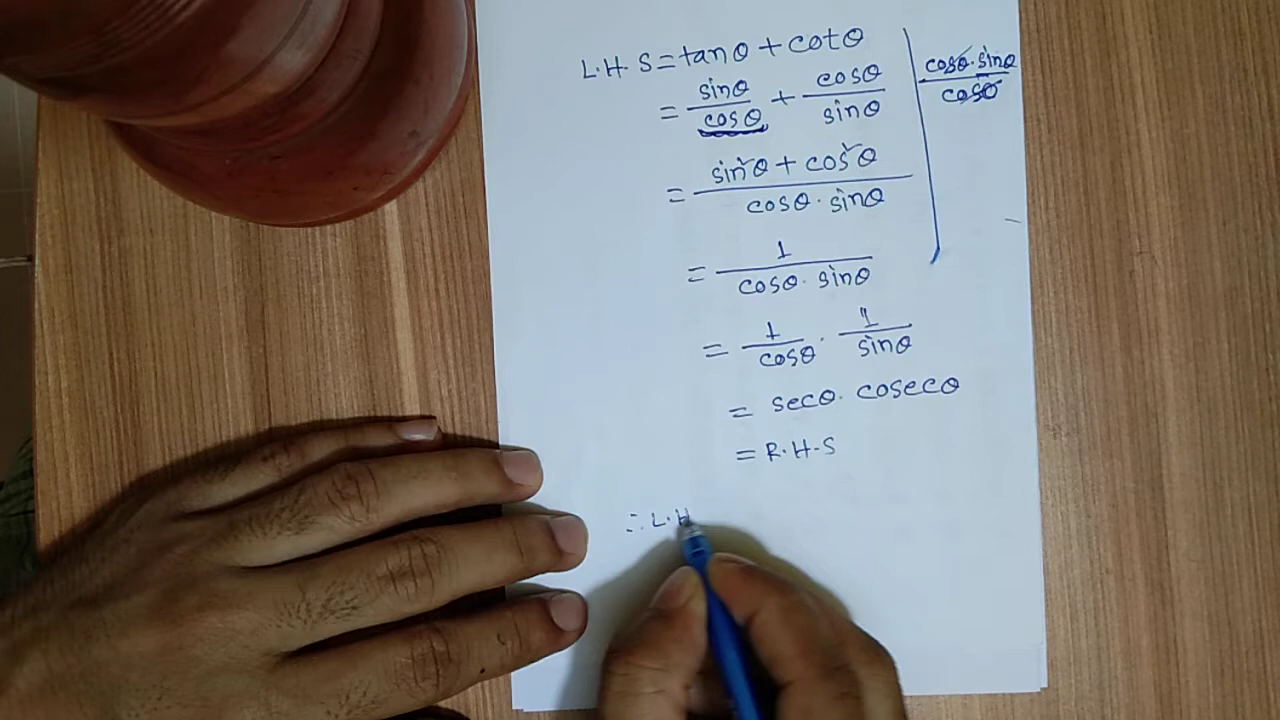 L.H.S = tanθ + cotθ
= sinθ/cosθ + cosθ/sinθ
= sin²θ + cos²θ / cosθ · sinθ
= 1/cosθ · sinθ
= 1/cosθ · 1/sinθ
= secθ · cosecθ
= R.H.S
∴ L.H
cosθ · sinθ / cosθ